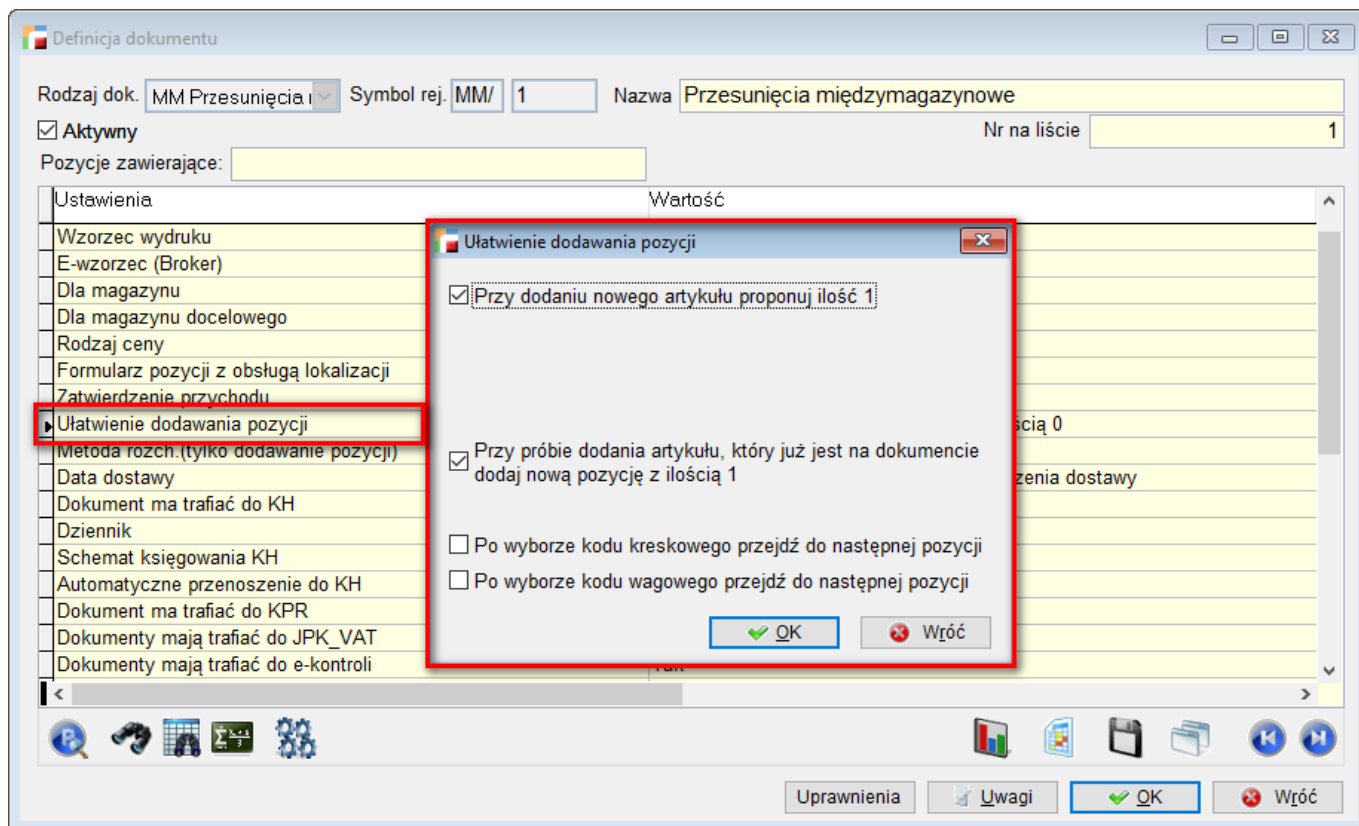 Definicja dokumentu
Rodzaj dok. MM Przesunięcia Symbol rej. MM/ 1 Nazwa Przesunięcia międzymagazynowe
Aktywny Nr na liście 1
Pozycje zawierające:
Ustawienia Wartość
Wzorzec wydruku
E-wzorzec (Broker)
Dla magazynu
Dla magazynu docelowego
Rodzaj ceny
Formularz pozycji z obsługą lokalizacji
Zatwierdzenie przychodu
Ułatwienie dodawania pozycji ścią 0
Metoda rozch.(tylko dodawanie pozycji)
Data dostawy zenia dostawy
Dokument ma trafiać do KH
Dziennik
Schemat księgowania KH
Automatyczne przenoszenie do KH
Dokument ma trafiać do KPR
Dokumenty mają trafiać do JPK_VAT
Dokumenty mają trafiać do e-kontroli
Ułatwienie dodawania pozycji
Przy dodaniu nowego artykułu proponuj ilość 1
Przy próbie dodania artykułu, który już jest na dokumencie
dodaj nową pozycję z ilością 1
Po wyborze kodu kreskowego przejdź do następnej pozycji
Po wyborze kodu wagowego przejdź do następnej pozycji
OK Wróć
Uprawnienia Uwagi OK Wróć